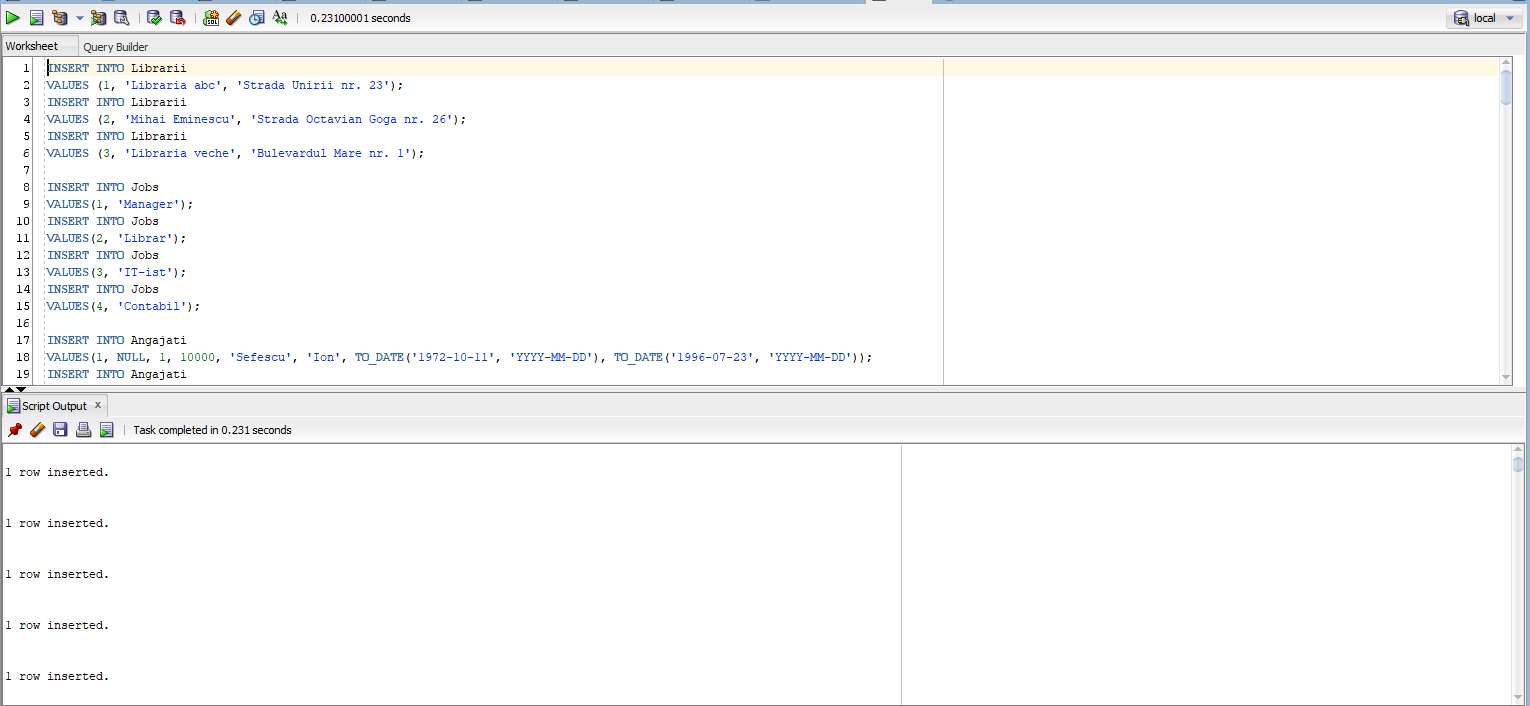 0.23100001 seconds
local
Worksheet Query Builder
1 INSERT INTO Librarii
2 VALUES (1, 'Libraria abc', 'Strada Unirii nr. 23');
3 INSERT INTO Librarii
4 VALUES (2, 'Mihai Eminescu', 'Strada Octavian Goga nr. 26');
5 INSERT INTO Librarii
6 VALUES (3, 'Libraria veche', 'Bulevardul Mare nr. 1');
7
8 INSERT INTO Jobs
9 VALUES(1, 'Manager');
10 INSERT INTO Jobs
11 VALUES(2, 'Librar');
12 INSERT INTO Jobs
13 VALUES(3, 'IT-ist');
14 INSERT INTO Jobs
15 VALUES(4, 'Contabil');
16
17 INSERT INTO Angajati
18 VALUES(1, NULL, 1, 10000, 'Sefescu', 'Ion', TO_DATE('1972-10-11', 'YYYY-MM-DD'), TO_DATE('1996-07-23', 'YYYY-MM-DD'));
19 INSERT INTO Angajati
Script Output x
Task completed in 0.231 seconds
1 row inserted.
1 row inserted.
1 row inserted.
1 row inserted.
1 row inserted.